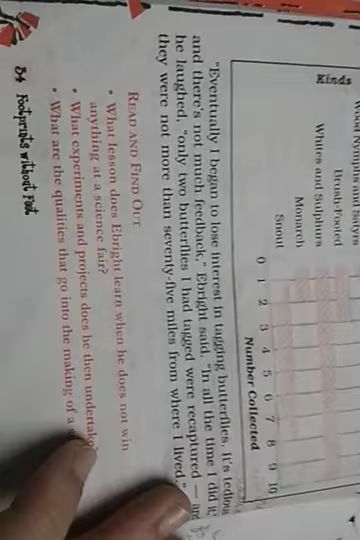 Wood Nymphs and Satyrs
Brush-Footed
Whites and Sulphurs
Monarch
Snout
Kinds
0 1 2 3 4 5 6 7 8 9 10
Number Collected
"Eventually I began to lose interest in tagging butterflies. It's tedious
and there's not much feedback," Ebright said. "In all the time I did it,"
he laughed, "only two butterflies I had tagged were recaptured — and
they were not more than seventy-five miles from where I lived."
READ AND FIND OUT
• What lesson does Ebright learn when he does not win
anything at a science fair?
• What experiments and projects does he then undertake
• What are the qualities that go into the making of a
34 Footprints without Feet